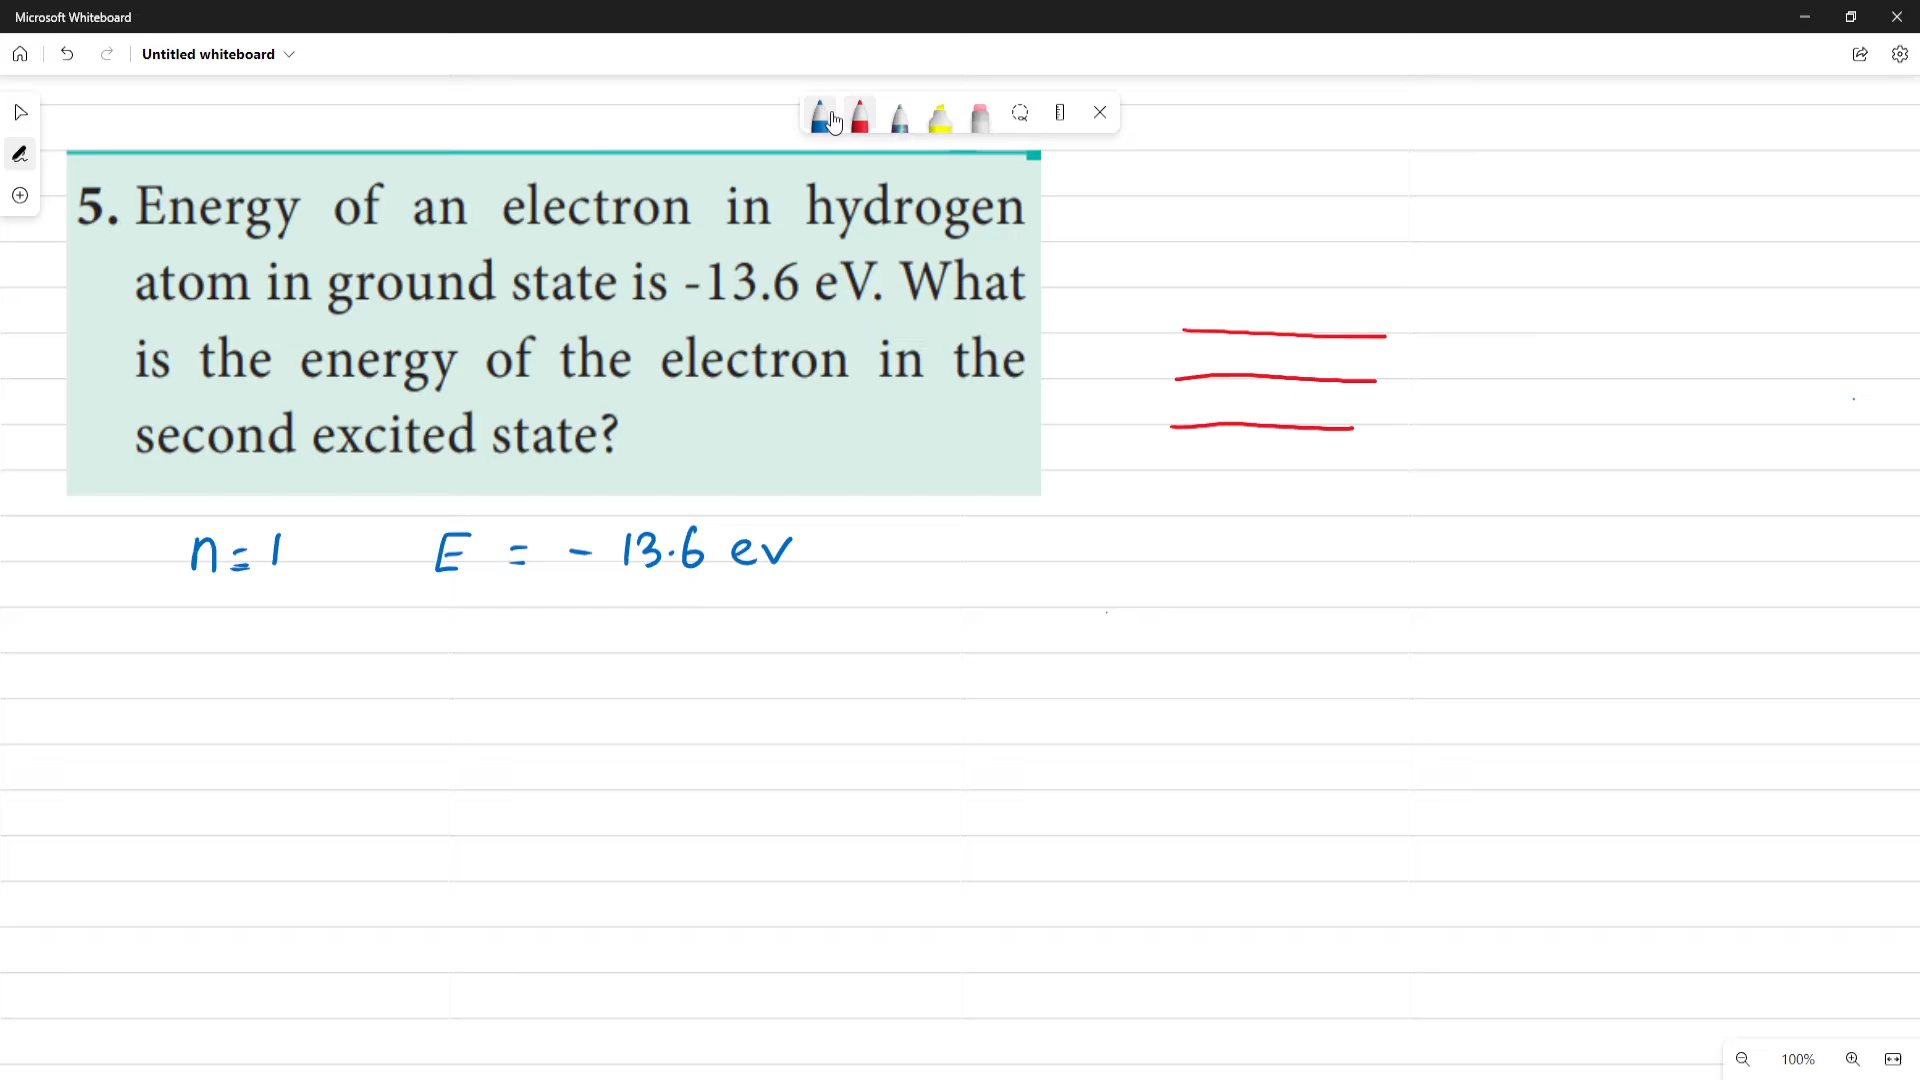 Microsoft Whiteboard
Untitled whiteboard
5. Energy of an electron in hydrogen
atom in ground state is -13.6 eV. What
is the energy of the electron in the
second excited state?
n = 1 E = - 13.6 ev
100%